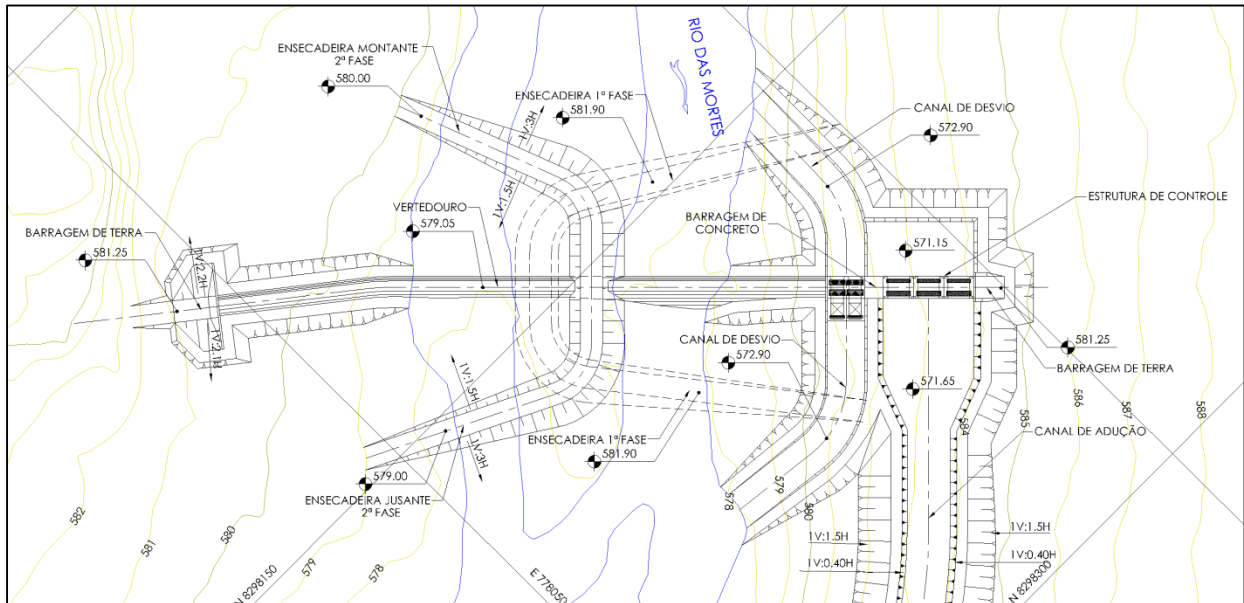 ENSECADEIRA MONTANTE
2ª FASE
580.00
ENSECADEIRA 1ª FASE
581.90
1V:3H
1V:1.5H
RIO DAS MORTES
CANAL DE DESVIO
572.90
ESTRUTURA DE CONTROLE
VERTEDOURO
579.05
BARRAGEM DE
CONCRETO
571.15
BARRAGEM DE TERRA
581.25
1V:2.2H
CANAL DE DESVIO
572.90
581.25
BARRAGEM DE TERRA
571.65
1V:1.5H
1V:3H
ENSECADEIRA 1ª FASE
581.90
579.00
ENSECADEIRA JUSANTE
2ª FASE
CANAL DE ADUÇÃO
582
581
580
579
578
578
579
580
584
585
586
587
588
1V:1.5H
1V:0.40H
1V:1.5H
1V:0.40H
N 8298150
E 778050
N 8298300